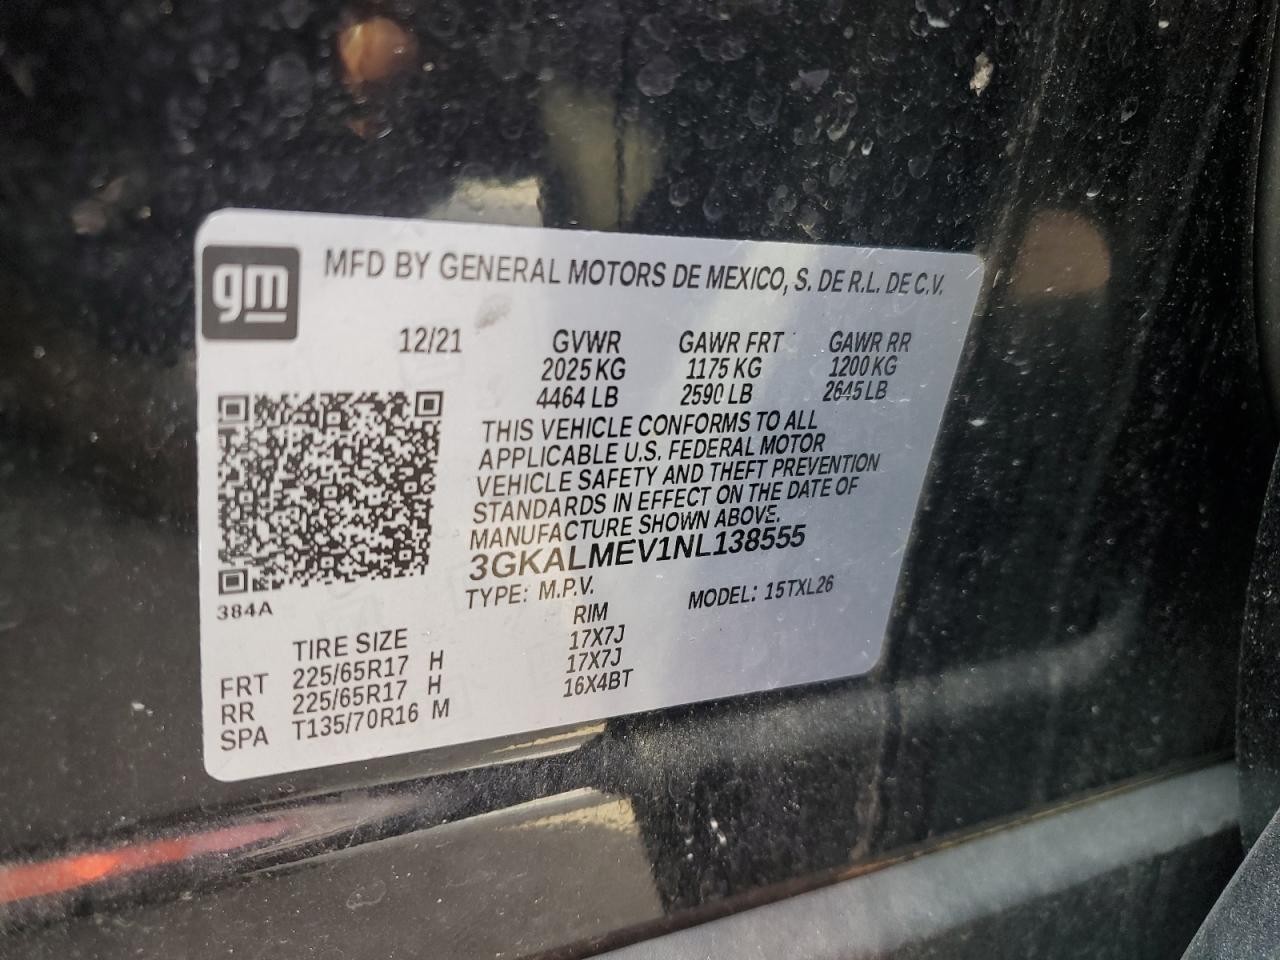 gm
MFD BY GENERAL MOTORS DE MEXICO, S. DE R.L. DE C.V.
12/21 GVWR GAWR FRT GAWR RR
2025 KG 1175 KG 1200 KG
4464 LB 2590 LB 2645 LB
THIS VEHICLE CONFORMS TO ALL
APPLICABLE U.S. FEDERAL MOTOR
VEHICLE SAFETY AND THEFT PREVENTION
STANDARDS IN EFFECT ON THE DATE OF
MANUFACTURE SHOWN ABOVE.
3GKALMEV1NL138555
TYPE: M.P.V. MODEL: 15TXL26
384A
TIRE SIZE RIM
FRT 225/65R17 H 17X7J
RR 225/65R17 H 17X7J
SPA T135/70R16 M 16X4BT